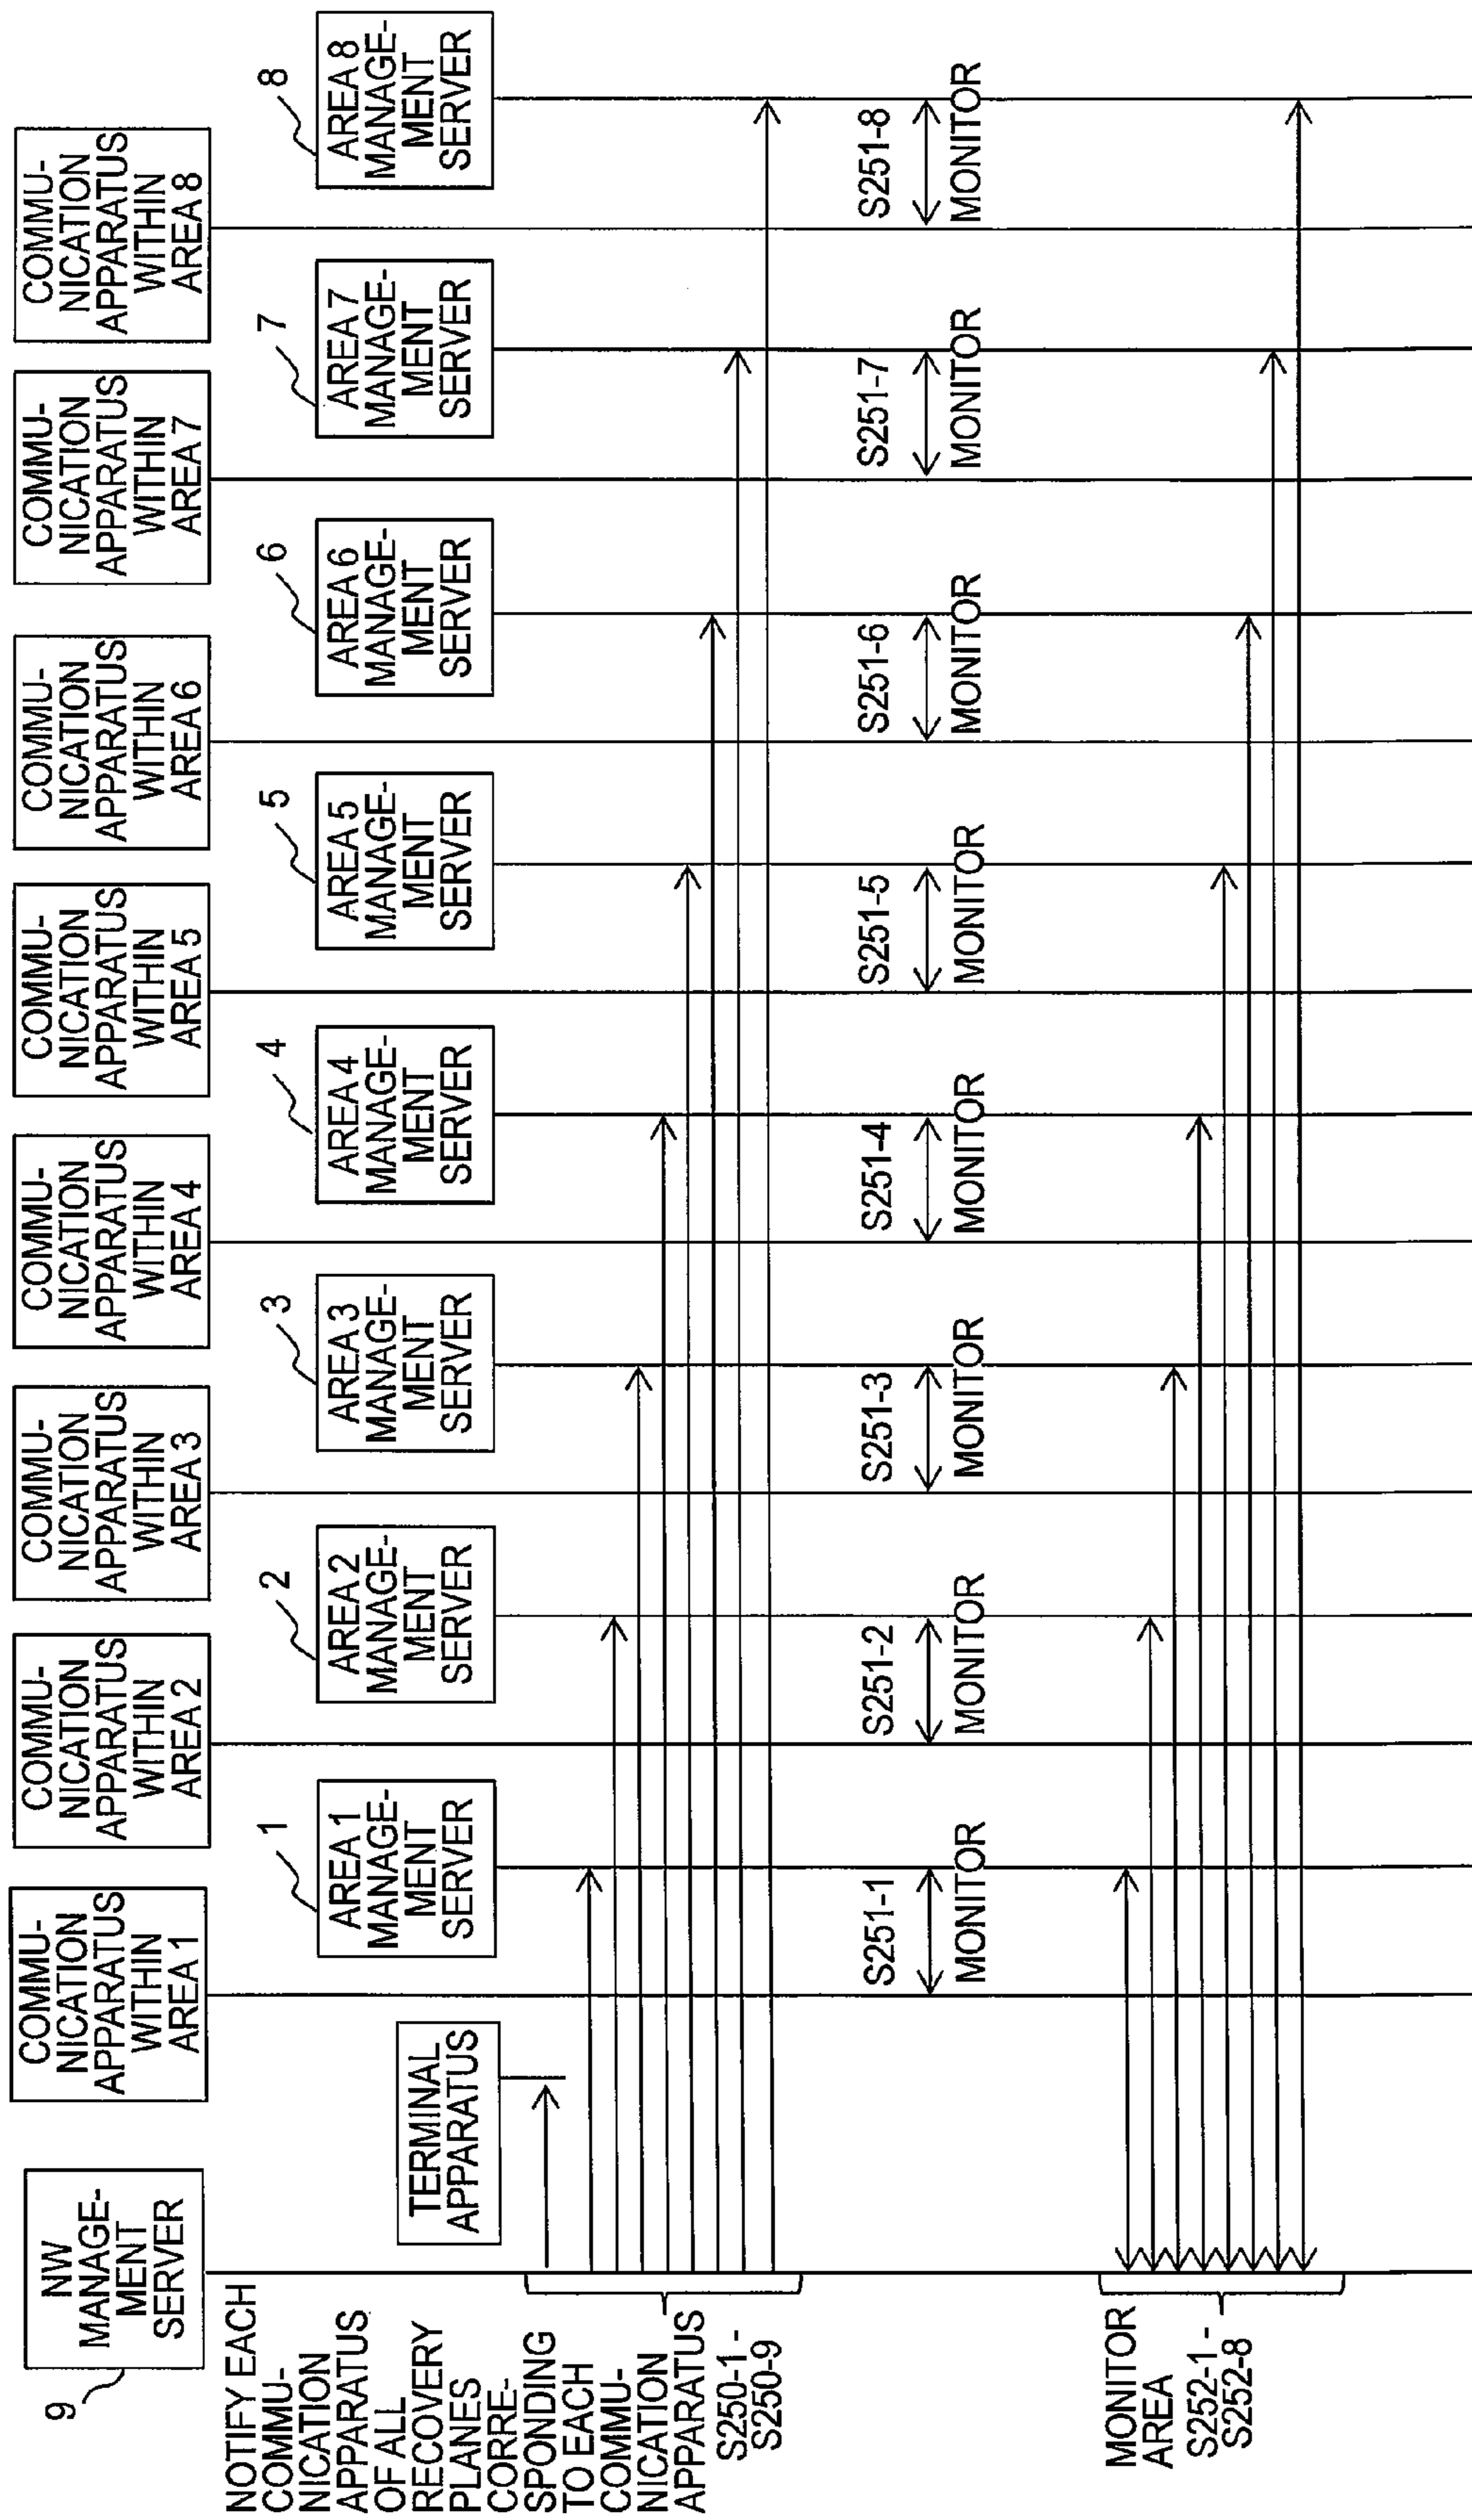 NW
MANAGE-
MENT
SERVER
9
COMMU-
NICATION
APPARATUS
WITHIN
AREA 1
COMMU-
NICATION
APPARATUS
WITHIN
AREA 2
COMMU-
NICATION
APPARATUS
WITHIN
AREA 3
COMMU-
NICATION
APPARATUS
WITHIN
AREA 4
COMMU-
NICATION
APPARATUS
WITHIN
AREA 5
COMMU-
NICATION
APPARATUS
WITHIN
AREA 6
COMMU-
NICATION
APPARATUS
WITHIN
AREA 7
COMMU-
NICATION
APPARATUS
WITHIN
AREA 8
1
AREA 1
MANAGE-
MENT
SERVER
2
AREA 2
MANAGE-
MENT
SERVER
3
AREA 3
MANAGE-
MENT
SERVER
4
AREA 4
MANAGE-
MENT
SERVER
5
AREA 5
MANAGE-
MENT
SERVER
6
AREA 6
MANAGE-
MENT
SERVER
7
AREA 7
MANAGE-
MENT
SERVER
8
AREA 8
MANAGE-
MENT
SERVER
TERMINAL
APPARATUS
NOTIFY EACH
COMMU-
NICATION
APPARATUS
OF ALL
RECOVERY
PLANES
CORRE-
SPONDING
TO EACH
COMMU-
NICATION
APPARATUS
S250-1 -
S250-9
S251-1
MONITOR
S251-2
MONITOR
S251-3
MONITOR
S251-4
MONITOR
S251-5
MONITOR
S251-6
MONITOR
S251-7
MONITOR
S251-8
MONITOR
MONITOR
AREA
S252-1 -
S252-8